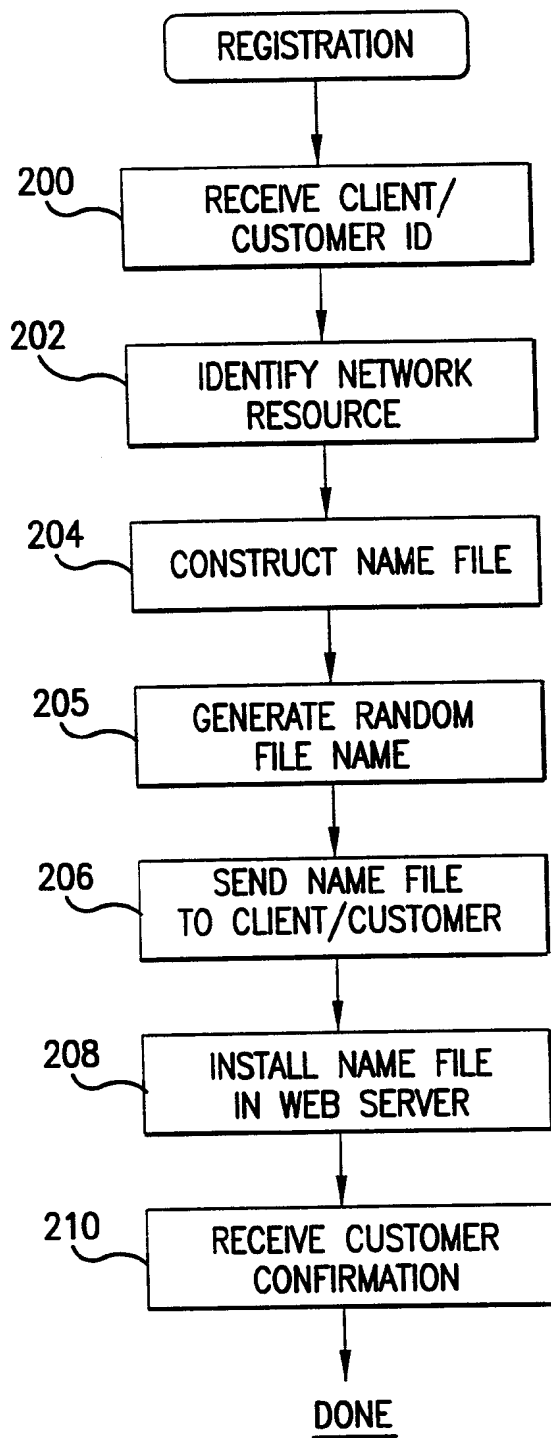 REGISTRATION
200
RECEIVE CLIENT/
CUSTOMER ID
202
IDENTIFY NETWORK
RESOURCE
204
CONSTRUCT NAME FILE
205
GENERATE RANDOM
FILE NAME
206
SEND NAME FILE
TO CLIENT/CUSTOMER
208
INSTALL NAME FILE
IN WEB SERVER
210
RECEIVE CUSTOMER
CONFIRMATION
DONE